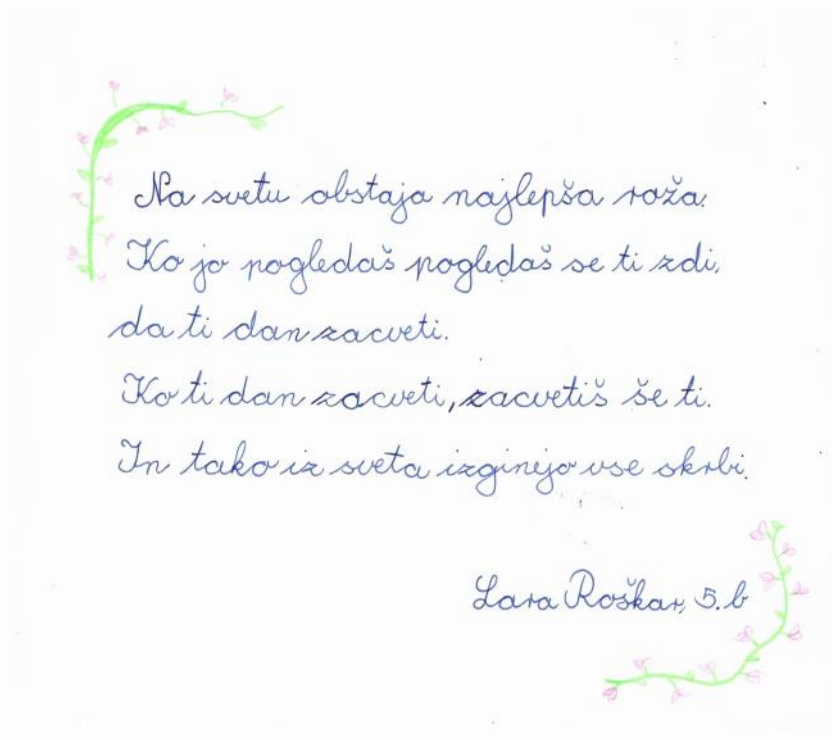 Na svetu obstaja najlepša roža.
Ko jo pogledaš pogledaš se ti zdi,
da ti dan zacveti.
Ko ti dan zacveti, zacvetiš še ti.
In tako iz sveta izginejo vse skrbi.
Lara Roškar, 5. b